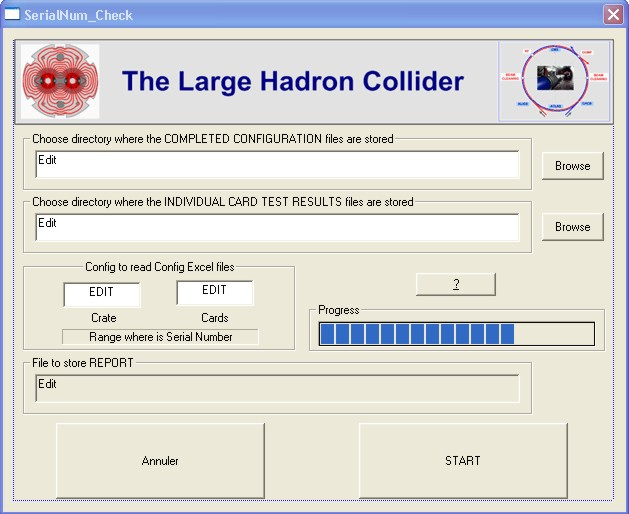 SerialNum_Check
The Large Hadron Collider
Choose directory where the COMPLETED CONFIGURATION files are stored
Edit
Browse
Choose directory where the INDIVIDUAL CARD TEST RESULTS files are stored
Edit
Browse
Config to read Config Excel files
EDIT EDIT
Crate Cards
Range where is Serial Number
?
Progress
File to store REPORT
Edit
Annuler
START